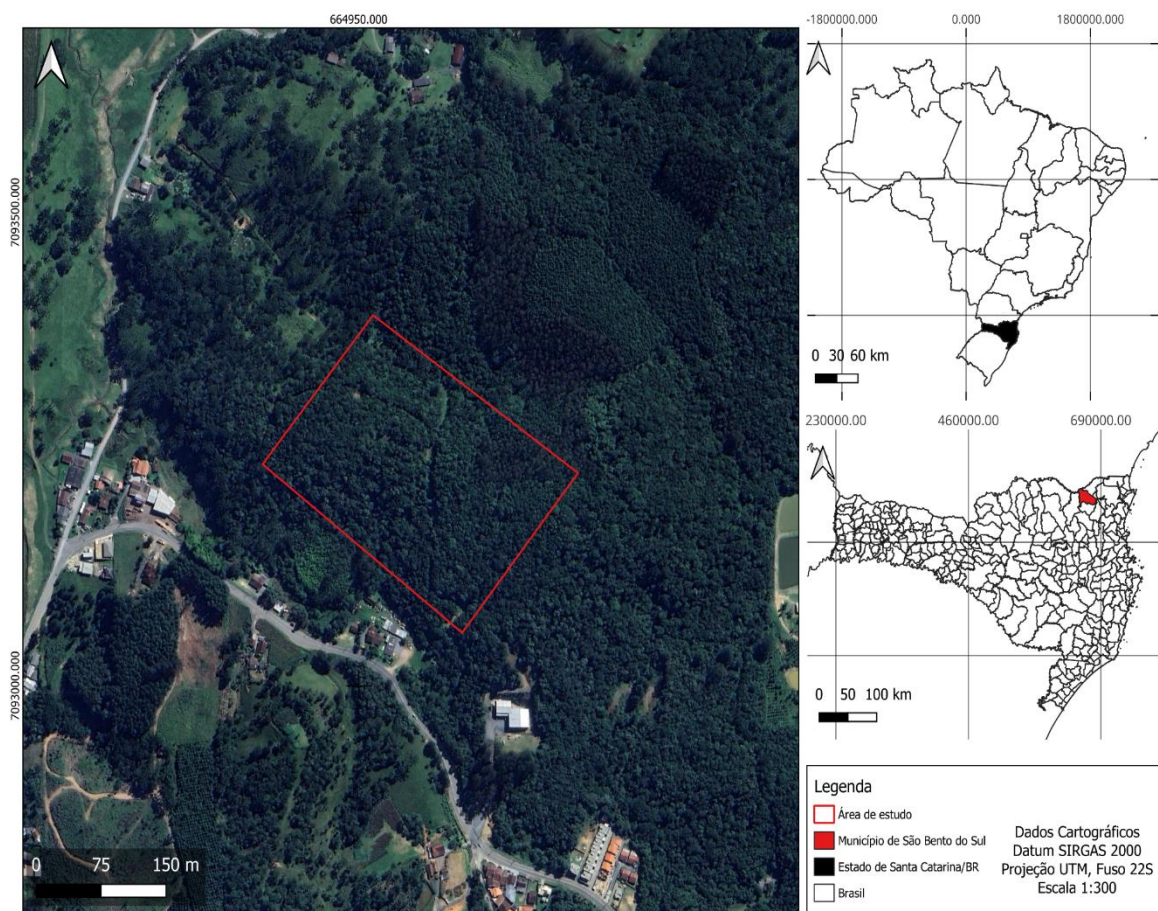 664950.000
7093500.000
7093000.000
0 75 150 m
-1800000.000 0.000 1800000.000
0 30 60 km
230000.00 460000.000 690000.00
0 50 100 km
Legenda
Área de estudo
Município de São Bento do Sul
Estado de Santa Catarina/BR
Brasil
Dados Cartográficos
Datum SIRGAS 2000
Projeção UTM, Fuso 22S
Escala 1:300